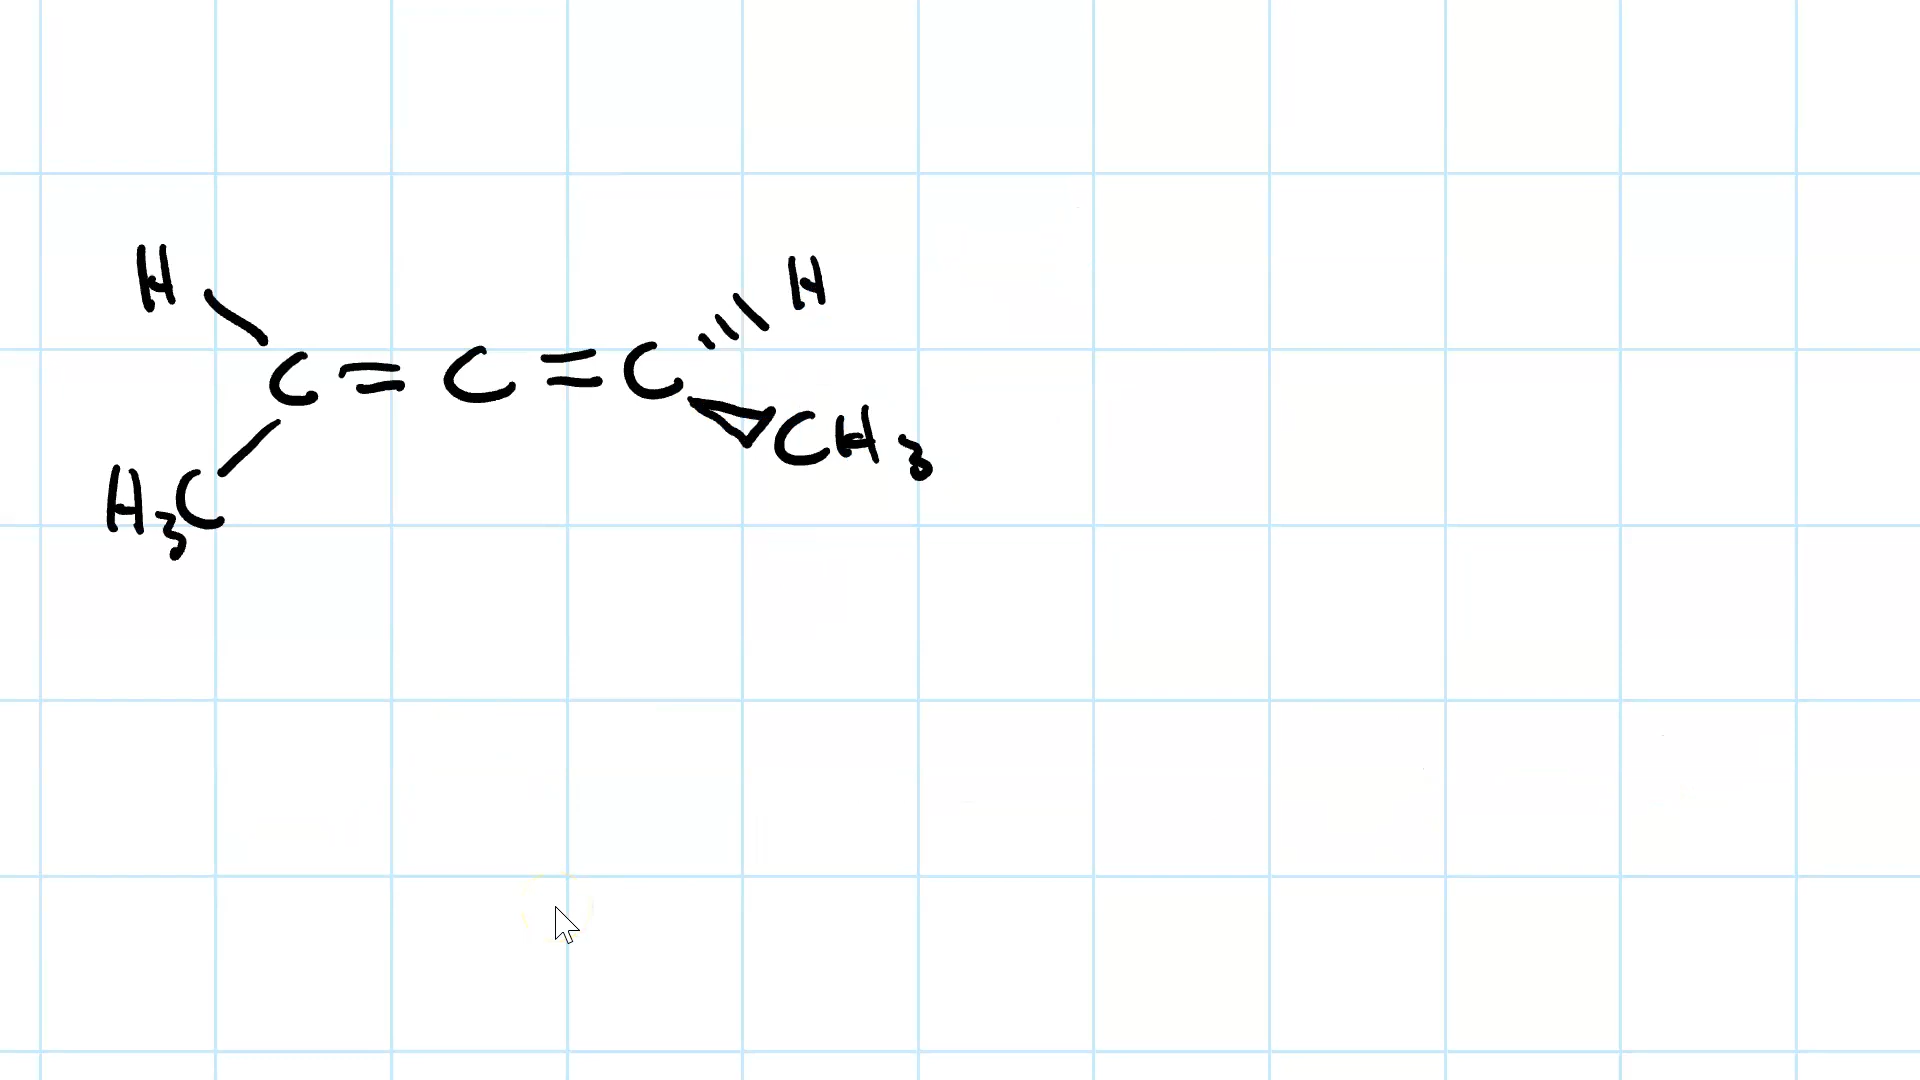 H H
C = C = C
H₃C CH₃